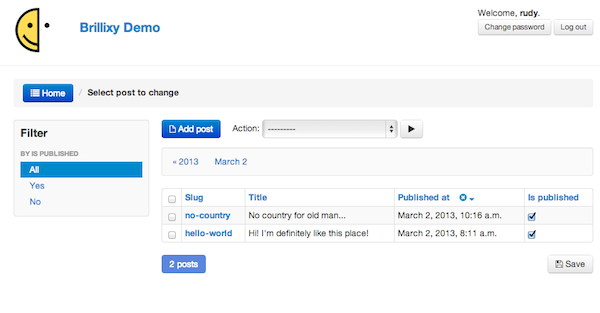 Brillixy Demo
Welcome, rudy.
Change password Log out
Home / Select post to change
Filter
BY IS PUBLISHED
All
Yes
No
Add post Action: ---------
« 2013 March 2
Slug Title Published at Is published
no-country No country for old man... March 2, 2013, 10:16 a.m.
hello-world Hi! I'm definitely like this place! March 2, 2013, 8:11 a.m.
2 posts Save